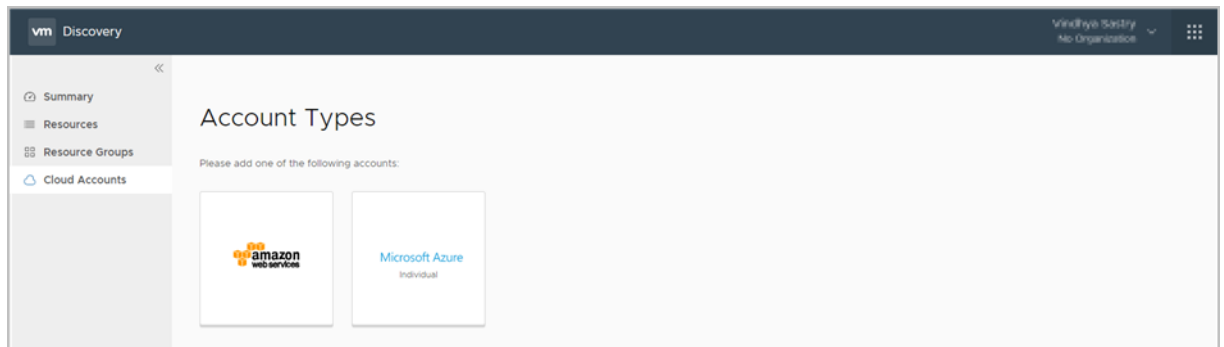 vm Discovery
Vindhya Sastry
No Organization
Summary
Resources
Resource Groups
Cloud Accounts
Account Types
Please add one of the following accounts:
amazon
web services
Microsoft Azure
Individual